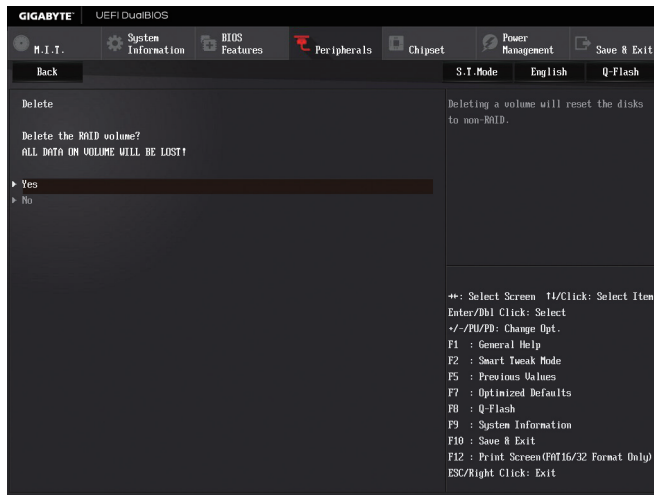 GIGABYTE™ UEFI DualBIOS
M.I.T. System Information BIOS Features Peripherals Chipset Power Management Save & Exit
Back S.T.Mode English Q-Flash
Delete
Delete the RAID volume?
ALL DATA ON VOLUME WILL BE LOST!
Yes
No
Deleting a volume will reset the disks
to non-RAID.
→←: Select Screen ↑↓/Click: Select Item
Enter/Dbl Click: Select
+/-/PU/PD: Change Opt.
F1 : General Help
F2 : Smart Tweak Mode
F5 : Previous Values
F7 : Optimized Defaults
F8 : Q-Flash
F9 : System Information
F10 : Save & Exit
F12 : Print Screen(FAT16/32 Format Only)
ESC/Right Click: Exit